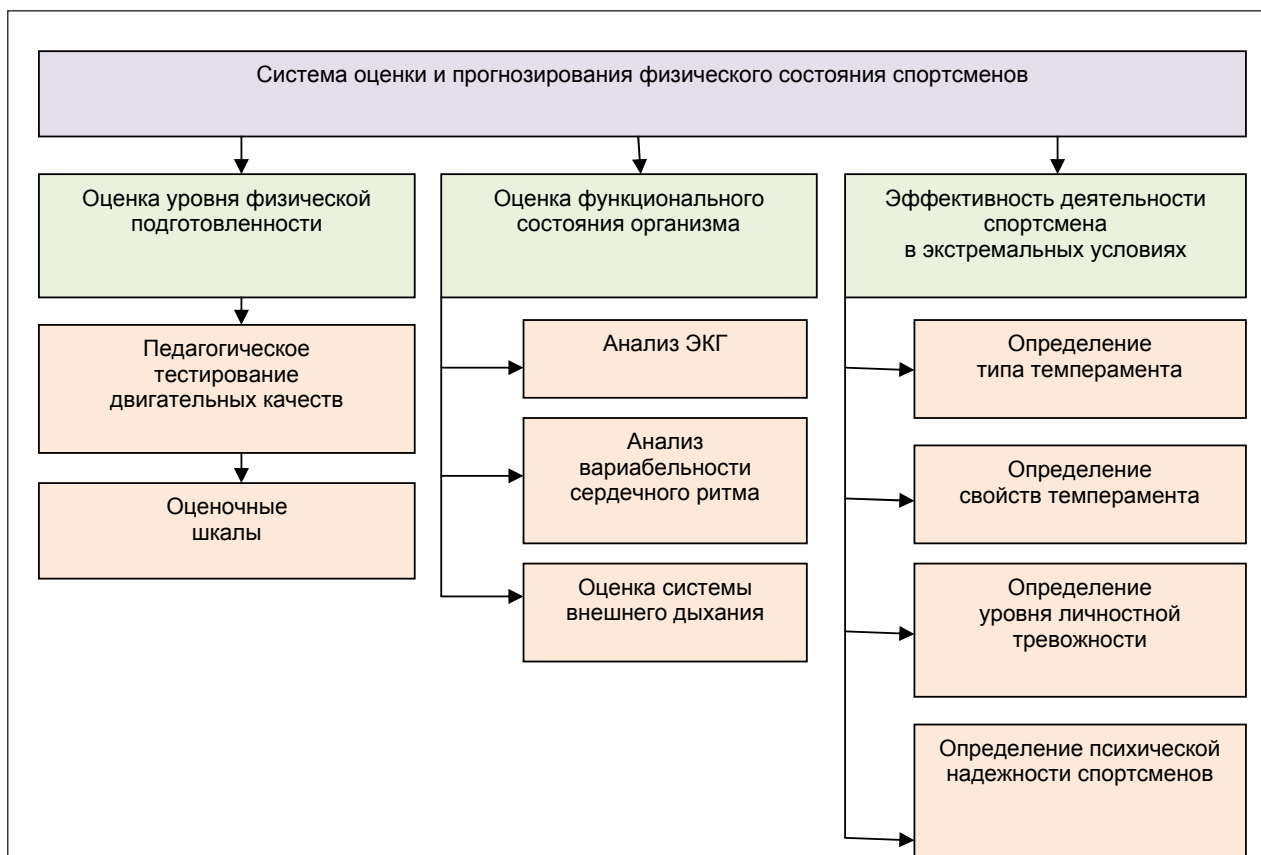 Система оценки и прогнозирования физического состояния спортсменов
Оценка уровня физической
подготовленности
Педагогическое
тестирование
двигательных качеств
Оценочные
шкалы
Оценка функционального
состояния организма
Анализ ЭКГ
Анализ
вариабельности
сердечного ритма
Оценка системы
внешнего дыхания
Эффективность деятельности
спортсмена
в экстремальных условиях
Определение
типа темперамента
Определение
свойств темперамента
Определение
уровня личностной
тревожности
Определение психической
надежности спортсменов